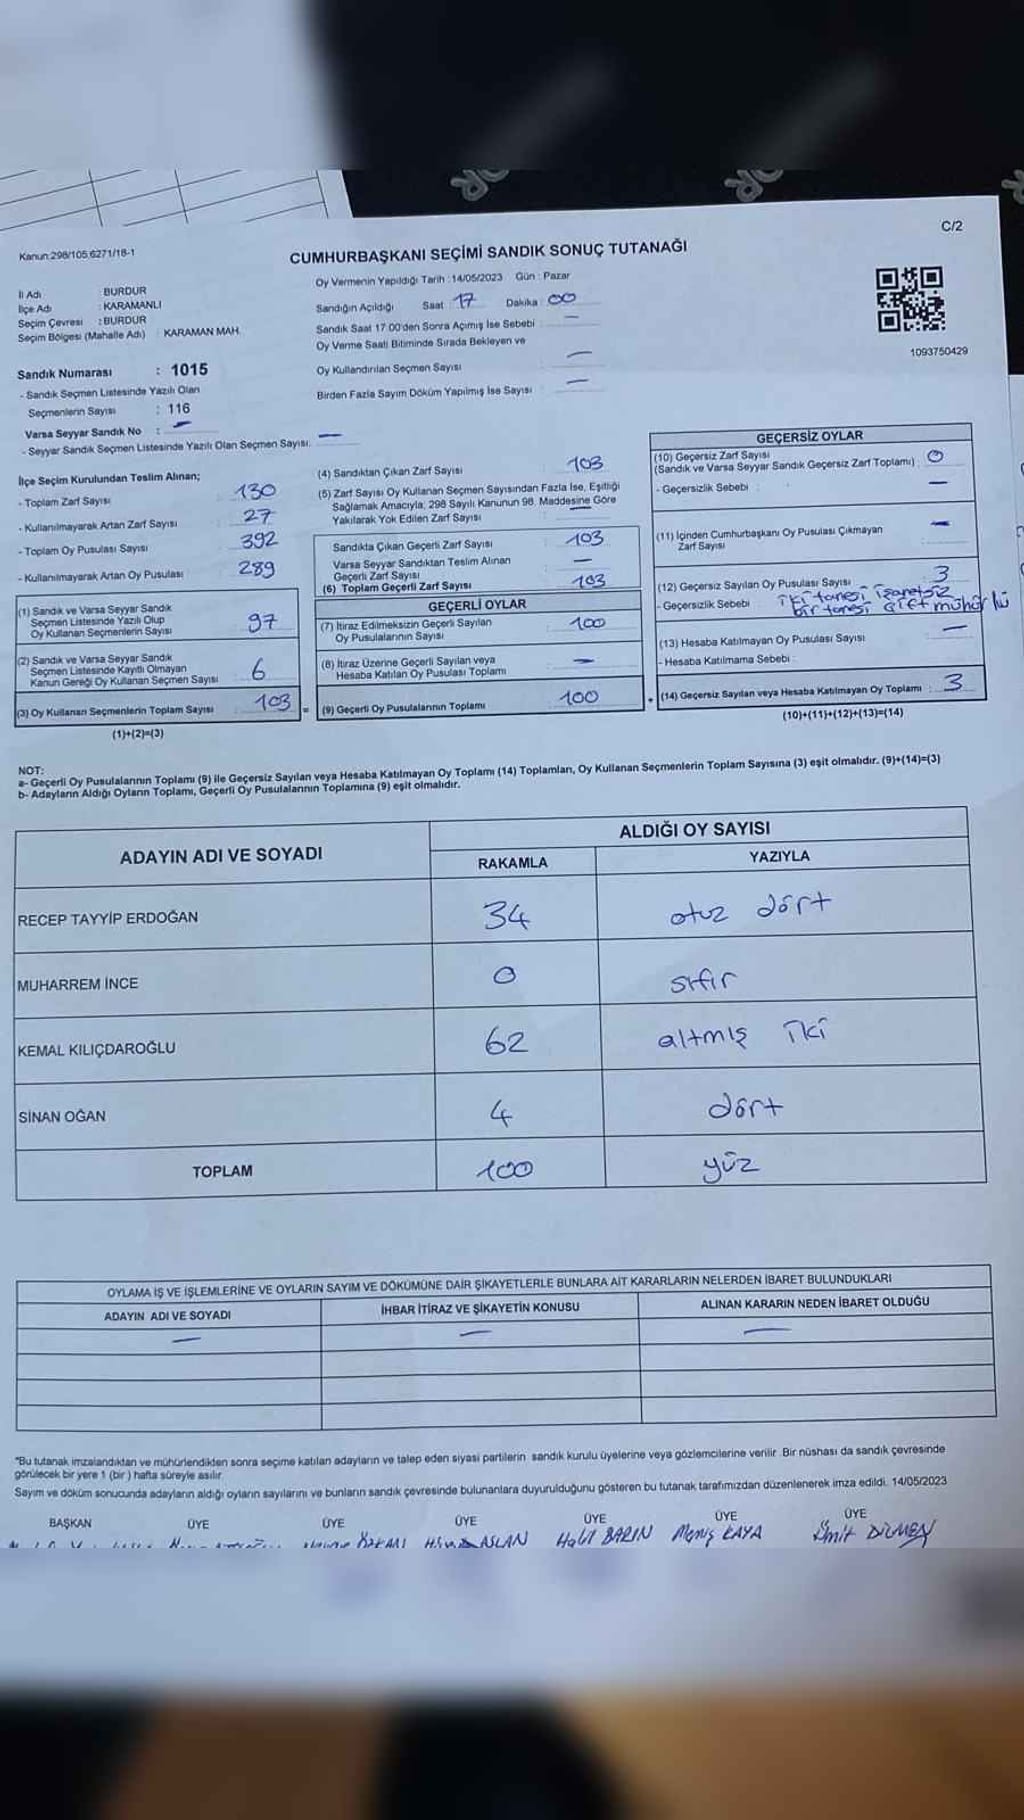 C/2
Kanun:298/105;6271/18-1
CUMHURBAŞKANI SEÇİMİ SANDIK SONUÇ TUTANAĞI
Oy Vermenin Yapıldığı Tarih : 14/05/2023 Gün : Pazar
İl Adı : BURDUR
İlçe Adı : KARAMANLI
Seçim Çevresi : BURDUR
Seçim Bölgesi (Mahalle Adı) : KARAMAN MAH.
Sandık Numarası : 1015
- Sandık Seçmen Listesinde Yazılı Olan
Seçmenlerin Sayısı : 116
Varsa Seyyar Sandık No : —
- Seyyar Sandık Seçmen Listesinde Yazılı Olan Seçmen Sayısı: —
Sandığın Açıldığı Saat 17 Dakika : 00
Sandık Saat 17.00'den Sonra Açımış İse Sebebi : —
Oy Verme Saati Bitiminde Sırada Bekleyen ve
Oy Kullandırılan Seçmen Sayısı : —
Birden Fazla Sayım Döküm Yapılmış İse Sayısı : —
1093750429
İlçe Seçim Kurulundan Teslim Alınan;
- Toplam Zarf Sayısı : 130
- Kullanılmayarak Artan Zarf Sayısı : 27
- Toplam Oy Pusulası Sayısı : 392
- Kullanılmayarak Artan Oy Pusulası : 289
(1) Sandık ve Varsa Seyyar Sandık
Seçmen Listesinde Yazılı Olup
Oy Kullanan Seçmenlerin Sayısı : 97
(2) Sandık ve Varsa Seyyar Sandık
Seçmen Listesinde Kayıtlı Olmayan
Kanun Gereği Oy Kullanan Seçmen Sayısı : 6
(3) Oy Kullanan Seçmenlerin Toplam Sayısı : 103 =
(1)+(2)=(3)
(4) Sandıktan Çıkan Zarf Sayısı : 103
(5) Zarf Sayısı Oy Kullanan Seçmen Sayısından Fazla İse, Eşitliği
Sağlamak Amacıyla, 298 Sayılı Kanunun 98. Maddesine Göre
Yakılarak Yok Edilen Zarf Sayısı : —
Sandıkta Çıkan Geçerli Zarf Sayısı : 103
Varsa Seyyar Sandıktan Teslim Alınan
Geçerli Zarf Sayısı : —
(6) Toplam Geçerli Zarf Sayısı : 103
GEÇERLİ OYLAR
(7) İtiraz Edilmeksizin Geçerli Sayılan
Oy Pusulalarının Sayısı : 100
(8) İtiraz Üzerine Geçerli Sayılan veya
Hesaba Katılan Oy Pusulası Toplamı : —
(9) Geçerli Oy Pusulalarının Toplamı : 100 +
GEÇERSİZ OYLAR
(10) Geçersiz Zarf Sayısı
(Sandık ve Varsa Seyyar Sandık Geçersiz Zarf Toplamı) : 0
- Geçersizlik Sebebi : —
(11) İçinden Cumhurbaşkanı Oy Pusulası Çıkmayan
Zarf Sayısı : —
(12) Geçersiz Sayılan Oy Pusulası Sayısı : 3
- Geçersizlik Sebebi : iki tanesi işaretsiz
bir tanesi çift mühürlü
(13) Hesaba Katılmayan Oy Pusulası Sayısı : —
- Hesaba Katılmama Sebebi :
(14) Geçersiz Sayılan veya Hesaba Katılmayan Oy Toplamı : 3
(10)+(11)+(12)+(13)=(14)
NOT:
a- Geçerli Oy Pusulalarının Toplamı (9) ile Geçersiz Sayılan veya Hesaba Katılmayan Oy Toplamı (14) Toplamları, Oy Kullanan Seçmenlerin Toplam Sayısına (3) eşit olmalıdır. (9)+(14)=(3)
b- Adayların Aldığı Oyların Toplamı, Geçerli Oy Pusulalarının Toplamına (9) eşit olmalıdır.
ADAYIN ADI VE SOYADI
ALDIĞI OY SAYISI
RAKAMLA YAZIYLA
RECEP TAYYİP ERDOĞAN 34 otuz dört
MUHARREM İNCE 0 sıfır
KEMAL KILIÇDAROĞLU 62 altmış iki
SİNAN OĞAN 4 dört
TOPLAM 100 yüz
OYLAMA İŞ VE İŞLEMLERİNE VE OYLARIN SAYIM VE DÖKÜMÜNE DAİR ŞİKAYETLERLE BUNLARA AİT KARARLARIN NELERDEN İBARET BULUNDUKLARI
ADAYIN ADI VE SOYADI İHBAR İTİRAZ VE ŞİKAYETİN KONUSU ALINAN KARARIN NEDEN İBARET OLDUĞU
— — —
*Bu tutanak imzalandıktan ve mühürlendikten sonra seçime katılan adayların ve talep eden siyasi partilerin sandık kurulu üyelerine veya gözlemcilerine verilir. Bir nüshası da sandık çevresinde
görülecek bir yere 1 (bir ) hafta süreyle asılır.
Sayım ve döküm sonucunda adayların aldığı oyların sayılarını ve bunların sandık çevresinde bulunanlara duyurulduğunu gösteren bu tutanak tarafımızdan düzenlenerek imza edildi. 14/05/2023
BAŞKAN ÜYE ÜYE ÜYE ÜYE ÜYE ÜYE
ASLAN Halil BARIN Memiş KAYA Ümit DİLMEN